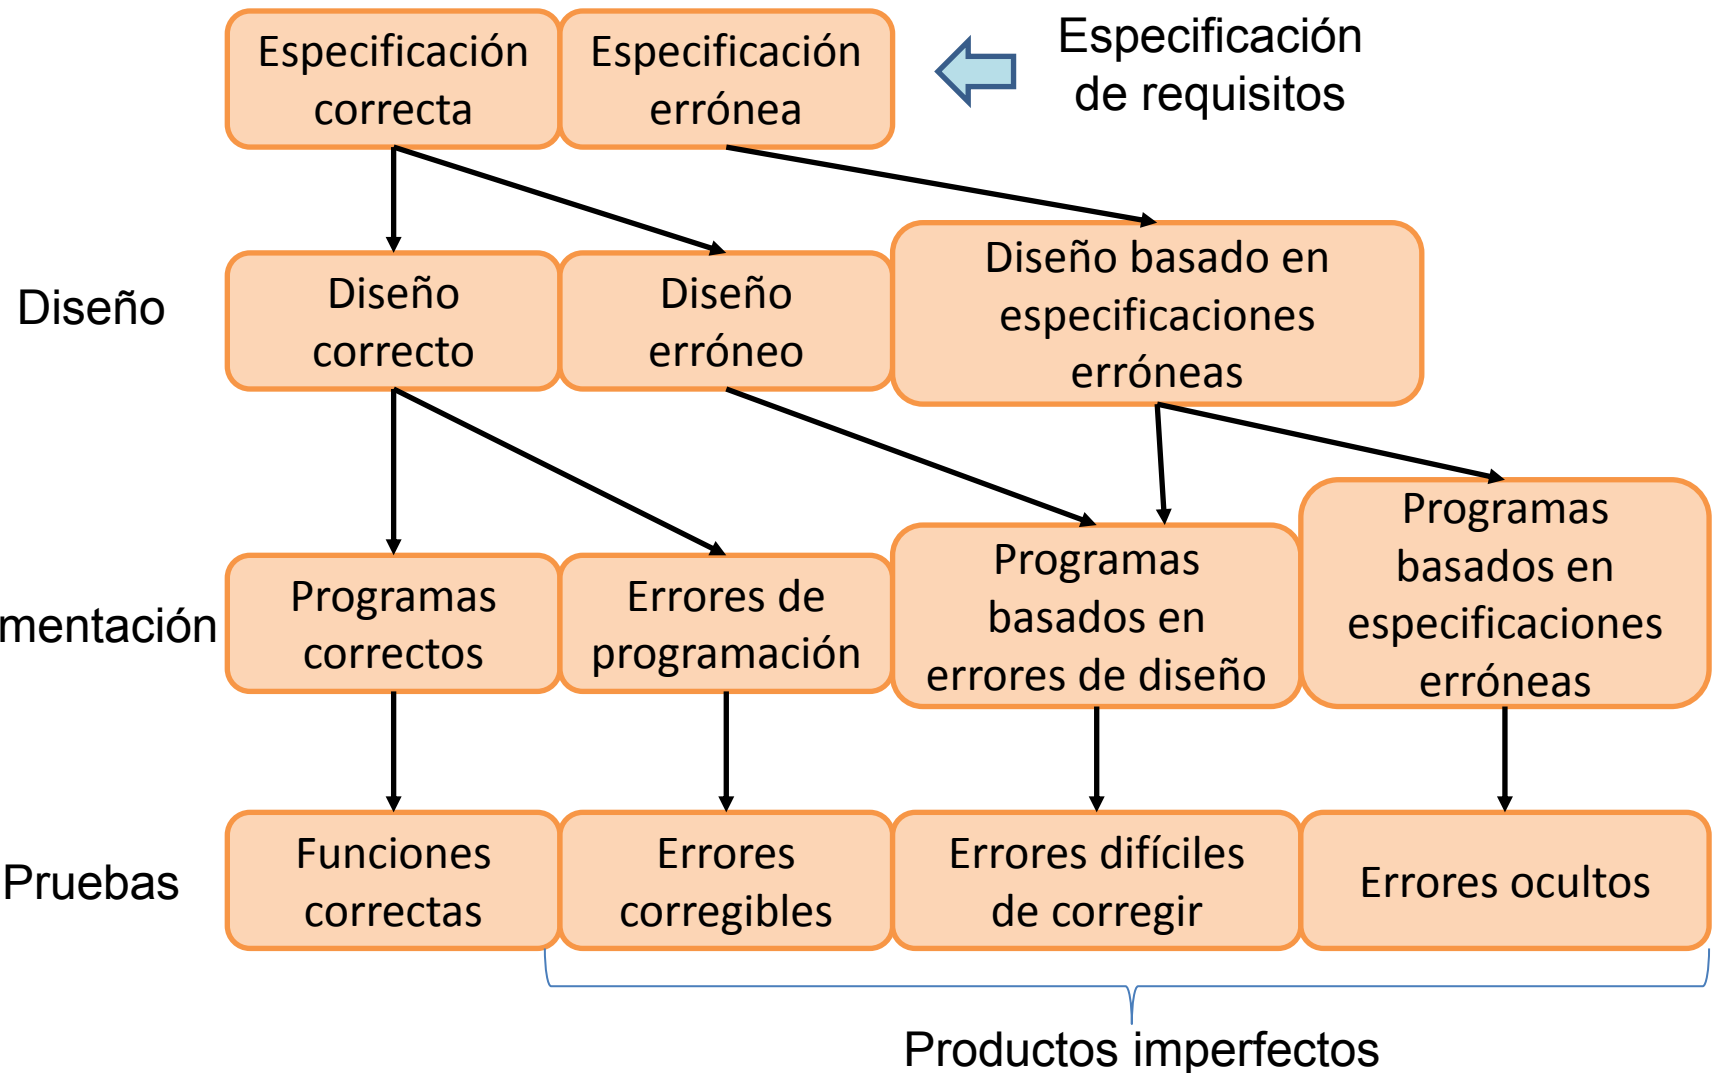 Especificación
correcta
Especificación
errónea
Especificación
de requisitos
Diseño
Diseño
correcto
Diseño
erróneo
Diseño basado en
especificaciones
erróneas
mentación
Programas
correctos
Errores de
programación
Programas
basados en
errores de diseño
Programas
basados en
especificaciones
erróneas
Pruebas
Funciones
correctas
Errores
corregibles
Errores difíciles
de corregir
Errores ocultos
Productos imperfectos